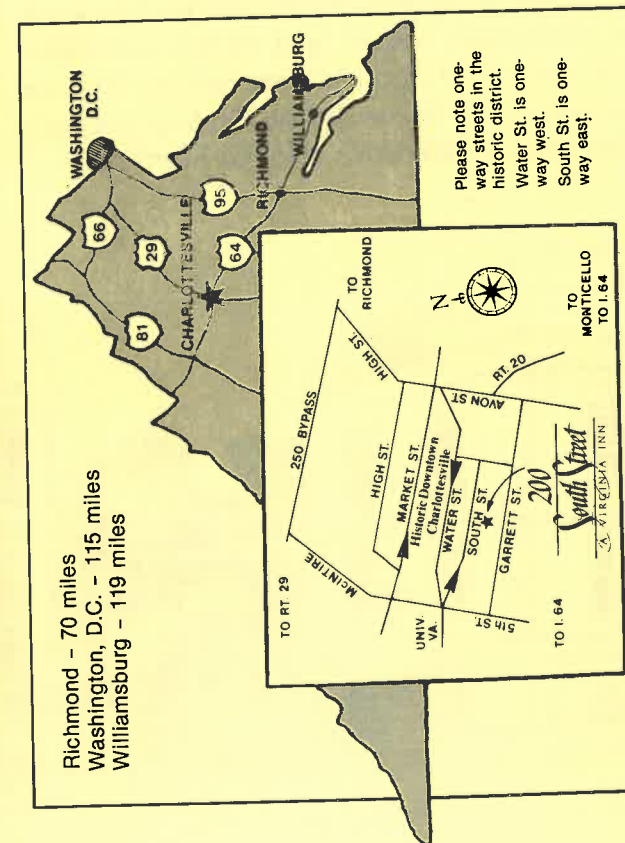 Richmond – 70 miles
Washington, D.C. – 115 miles
Williamsburg – 119 miles
WASHINGTON
D.C.
66
29
81
95
64
CHARLOTTESVILLE
RICHMOND
WILLIAMSBURG
Please note one-
way streets in the
historic district.
Water St. is one-
way west.
South St. is one-
way east.
TO RT. 29
250 BYPASS
TO
RICHMOND
McINTIRE
HIGH ST.
HIGH ST.
N
MARKET ST.
Historic Downtown
Charlottesville
UNIV.
VA.
WATER ST.
SOUTH ST.
AVON ST.
GARRETT ST.
5th ST.
RT. 20
TO I. 64
200
South Street
A VIRGINIA INN
TO
MONTICELLO
TO I. 64